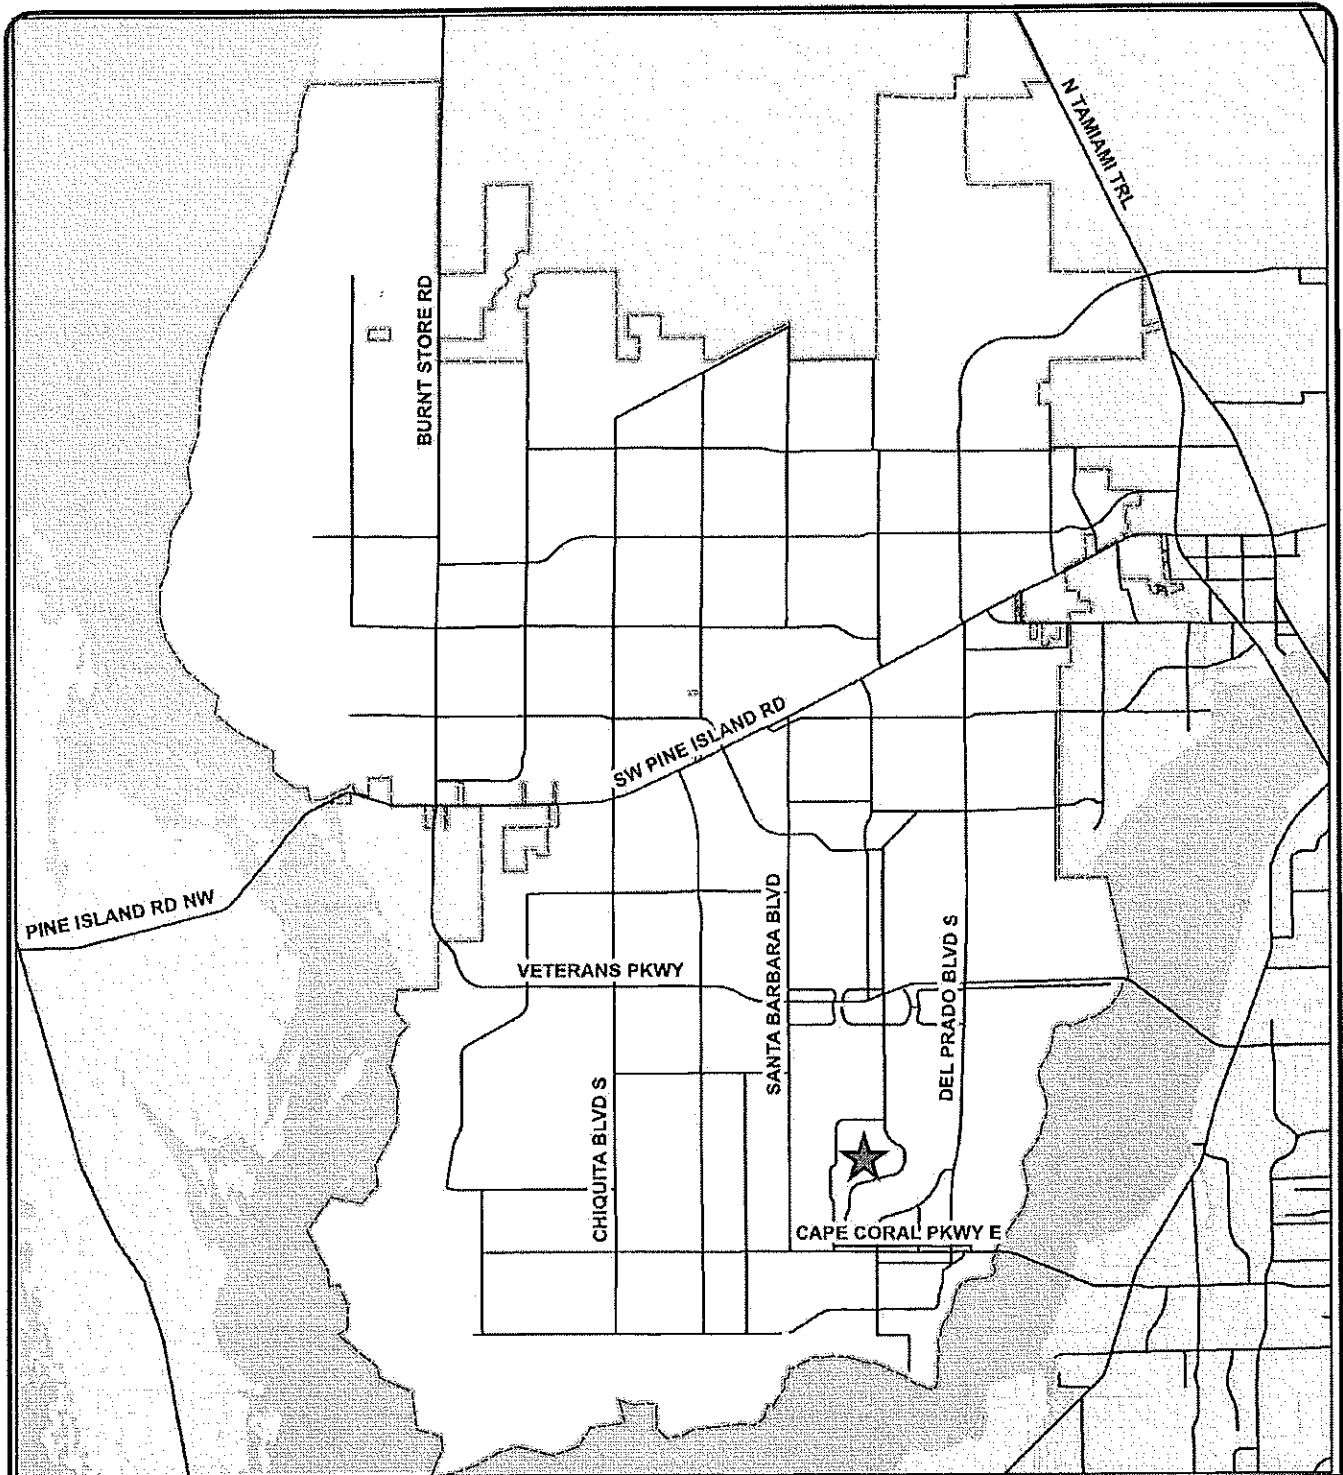 N TAMIAMI TRL
BURNT STORE RD
SW PINE ISLAND RD
PINE ISLAND RD NW
SANTA BARBARA BLVD
DEL PRADO BLVD S
VETERANS PKWY
CHIQUITA BLVD S
CAPE CORAL PKWY E